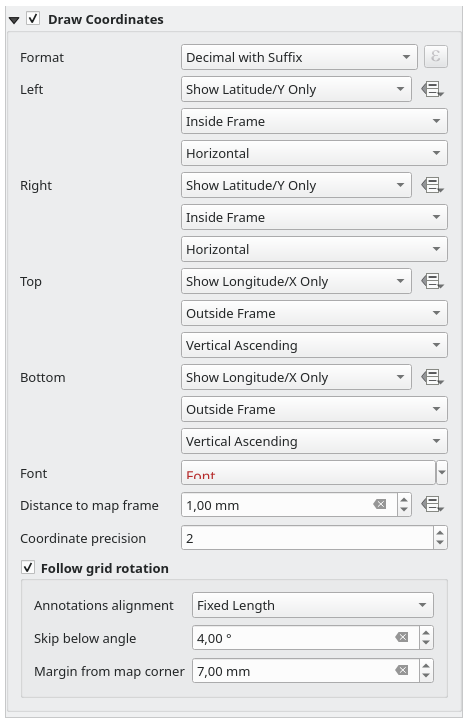 Draw Coordinates
Format Decimal with Suffix ε
Left Show Latitude/Y Only
Inside Frame
Horizontal
Right Show Latitude/Y Only
Inside Frame
Horizontal
Top Show Longitude/X Only
Outside Frame
Vertical Ascending
Bottom Show Longitude/X Only
Outside Frame
Vertical Ascending
Font Font
Distance to map frame 1,00 mm
Coordinate precision 2
Follow grid rotation
Annotations alignment Fixed Length
Skip below angle 4,00 °
Margin from map corner 7,00 mm